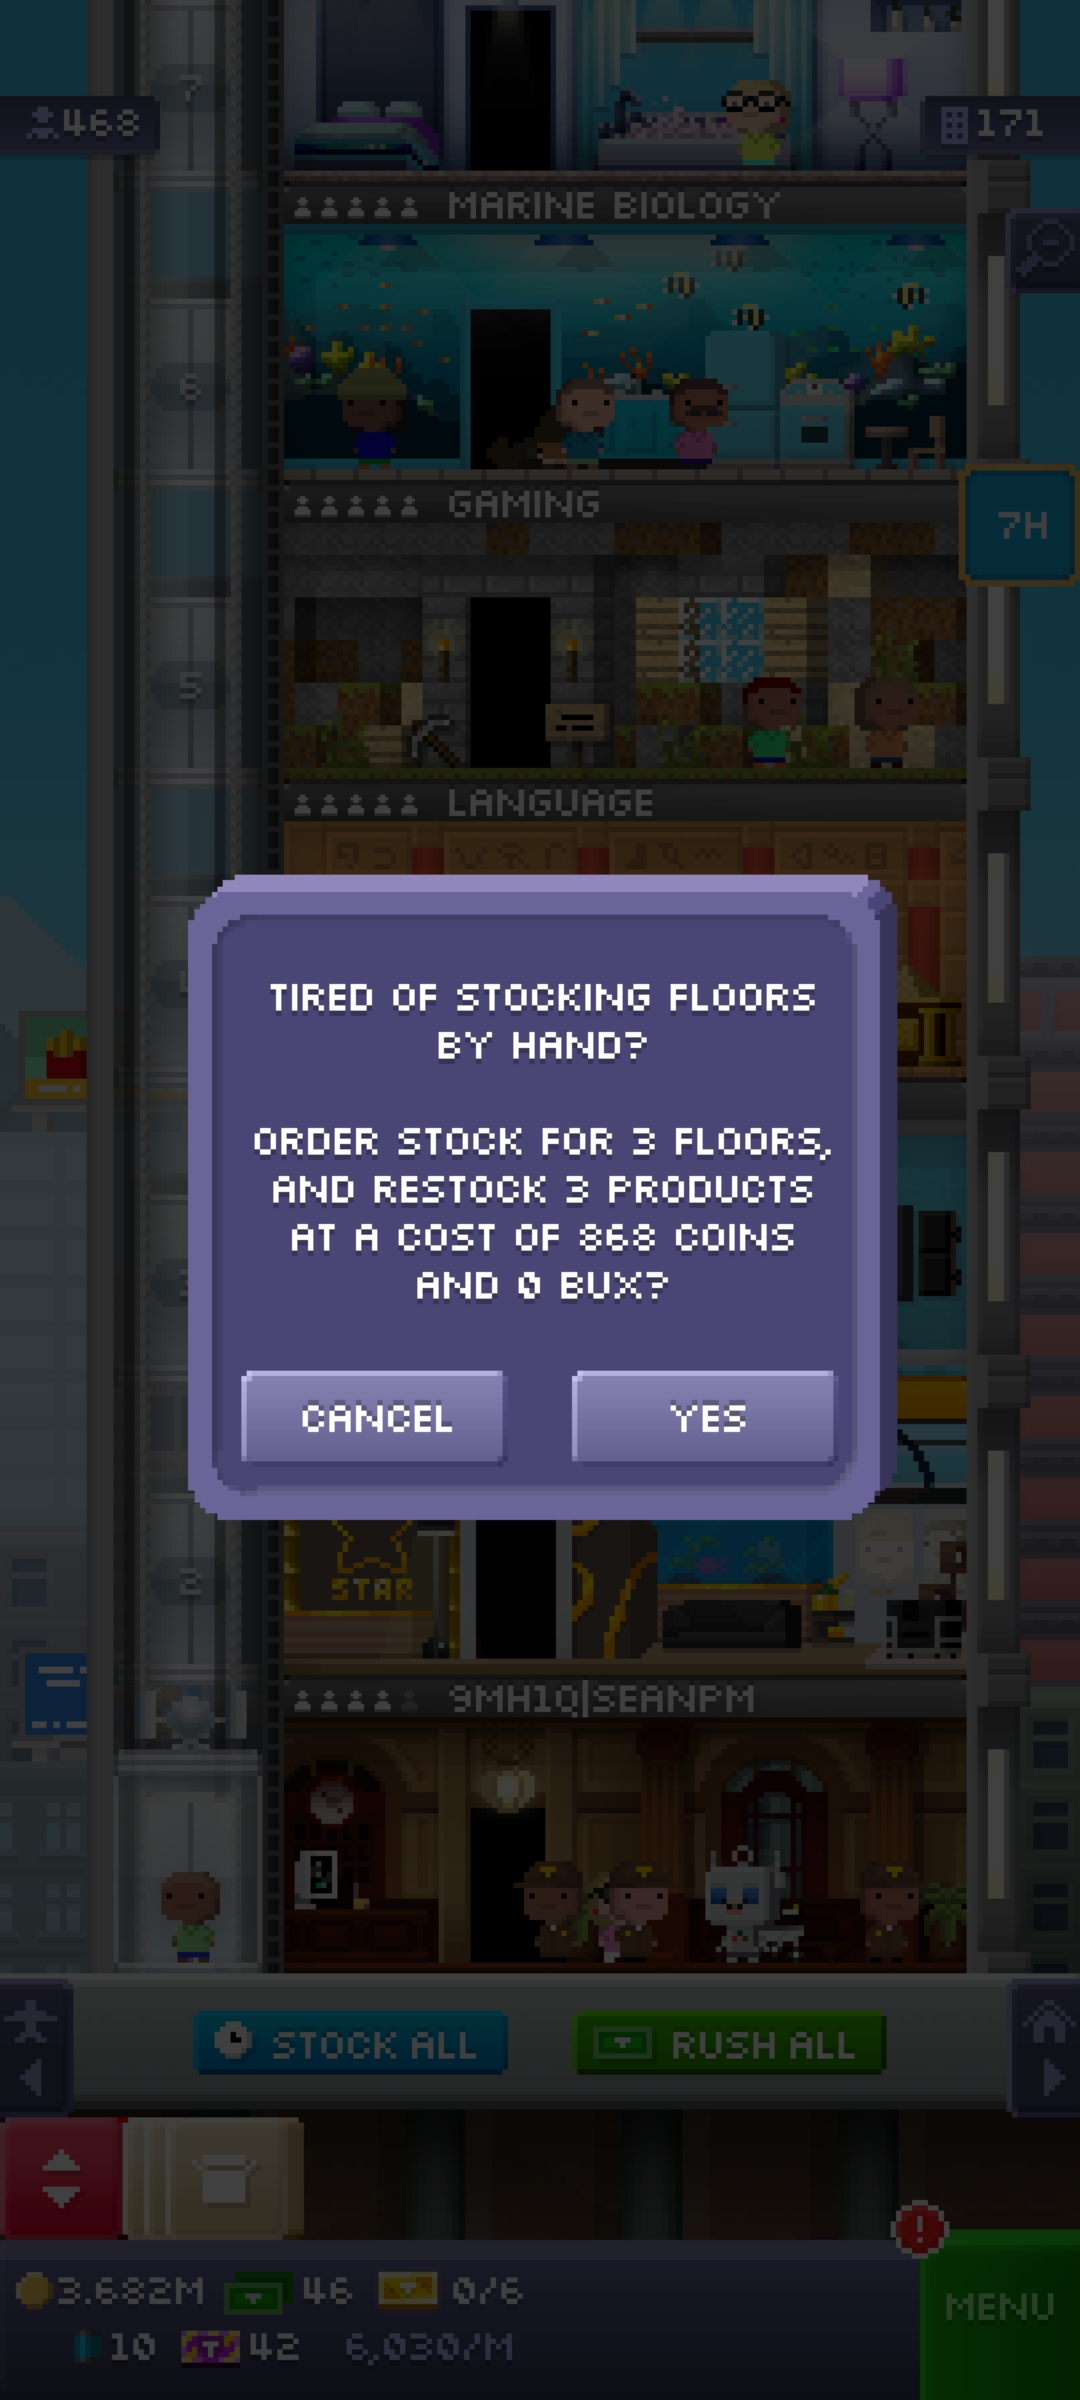 7
468
171
MARINE BIOLOGY
6
GAMING
7H
5
LANGUAGE
TIRED OF STOCKING FLOORS
BY HAND?
ORDER STOCK FOR 3 FLOORS,
AND RESTOCK 3 PRODUCTS
AT A COST OF 868 COINS
AND 0 BUX?
CANCEL
YES
2
STAR
9MH1Q|SEANPM
STOCK ALL
RUSH ALL
3.682M
46
0/6
MENU
10
42
6,030/M